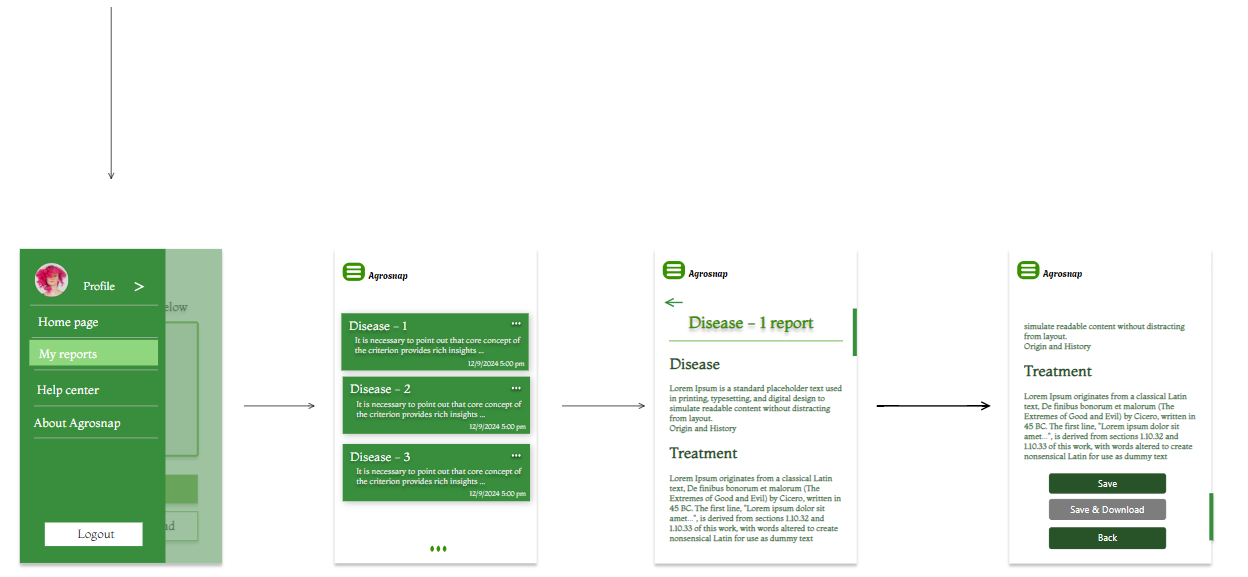 Profile >
Home page
My reports
Help center
About Agrosnap
Logout
elow
ad
Agrosnap
Disease – 1
...
It is necessary to point out that core concept of
the criterion provides rich insights ...
12/9/2024 5:00 pm
Disease – 2
...
It is necessary to point out that core concept of
the criterion provides rich insights ...
12/9/2024 5:00 pm
Disease – 3
...
It is necessary to point out that core concept of
the criterion provides rich insights ...
12/9/2024 5:00 pm
Agrosnap
Disease – 1 report
Disease
Lorem Ipsum is a standard placeholder text used
in printing, typesetting, and digital design to
simulate readable content without distracting
from layout.
Origin and History
Treatment
Lorem Ipsum originates from a classical Latin
text, De finibus bonorum et malorum (The
Extremes of Good and Evil) by Cicero, written in
45 BC. The first line, "Lorem ipsum dolor sit
amet...", is derived from sections 1.10.32 and
1.10.33 of this work, with words altered to create
nonsensical Latin for use as dummy text
Agrosnap
simulate readable content without distracting
from layout.
Origin and History
Treatment
Lorem Ipsum originates from a classical Latin
text, De finibus bonorum et malorum (The
Extremes of Good and Evil) by Cicero, written in
45 BC. The first line, "Lorem ipsum dolor sit
amet...", is derived from sections 1.10.32 and
1.10.33 of this work, with words altered to create
nonsensical Latin for use as dummy text
Save
Save & Download
Back